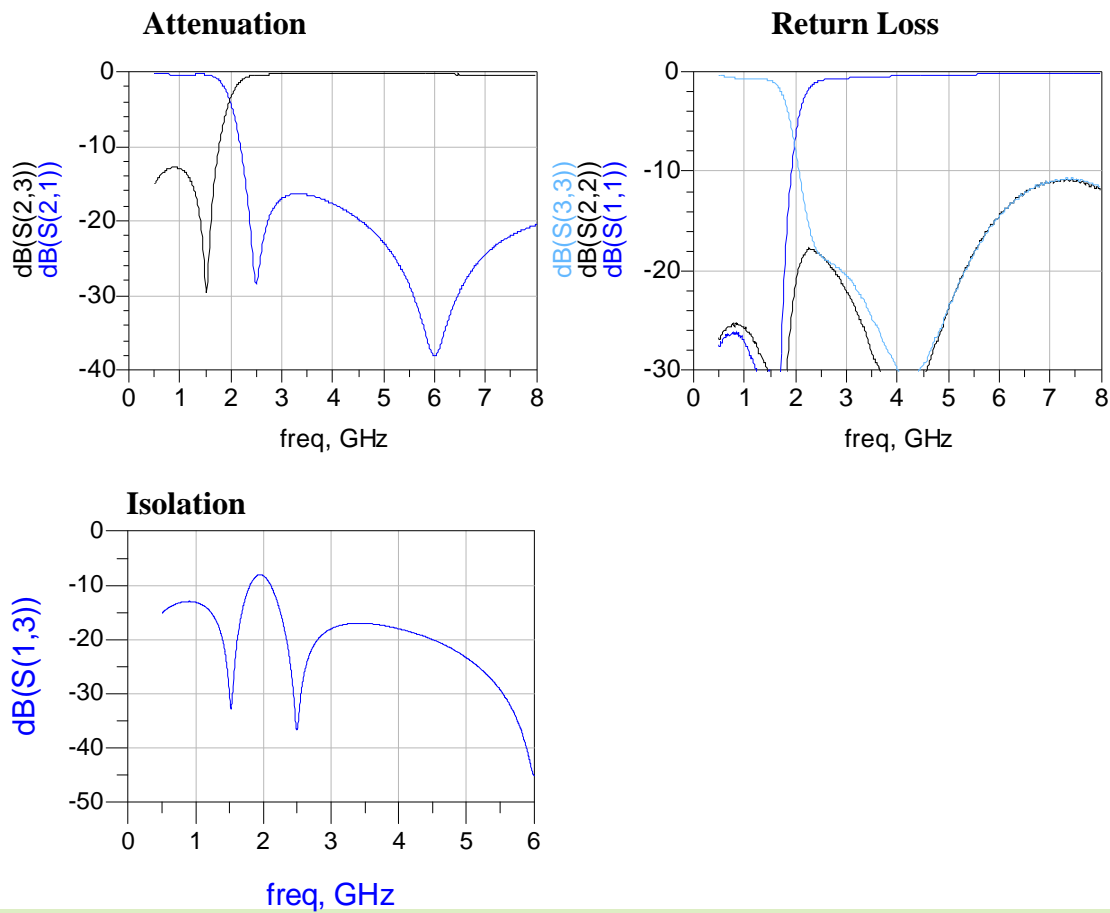 Attenuation
0
-10
-20
-30
-40
dB(S(2,3))
dB(S(2,1))
0 1 2 3 4 5 6 7 8
freq, GHz
Return Loss
0
-10
-20
-30
dB(S(3,3))
dB(S(2,2))
dB(S(1,1))
0 1 2 3 4 5 6 7 8
freq, GHz
Isolation
0
-10
-20
-30
-40
-50
dB(S(1,3))
0 1 2 3 4 5 6
freq, GHz